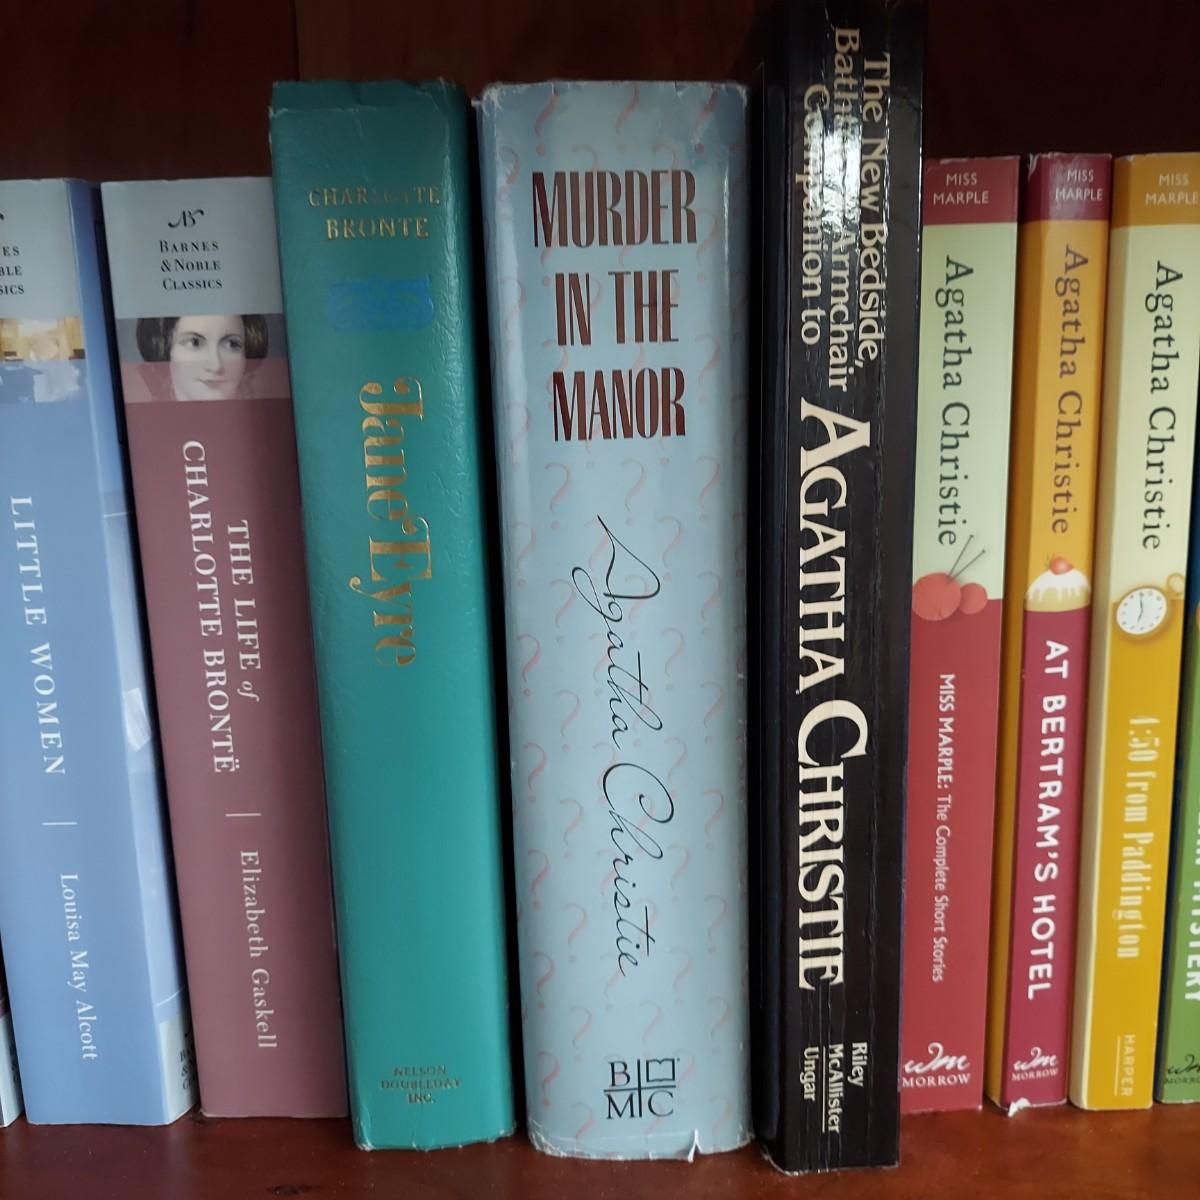 LITTLE WOMEN | Louisa May Alcott
BARNES
& NOBLE
CLASSICS
THE LIFE of
CHARLOTTE BRONTË | Elizabeth Gaskell
CHARLOTTE
BRONTE
Jane Eyre
NELSON
DOUBLEDAY
INC.
MURDER
IN THE
MANOR
Agatha Christie
B
M C
The New Bedside,
Bathtub & Armchair
Companion to
AGATHA CHRISTIE
Riley
McAllister
Ungar
MISS
MARPLE
Agatha Christie
MISS MARPLE: The Complete Short Stories
wm
MORROW
MISS
MARPLE
Agatha Christie
AT BERTRAM'S HOTEL
wm
MORROW
MISS
MARPLE
Agatha Christie
4:50 from Paddington
HARPER